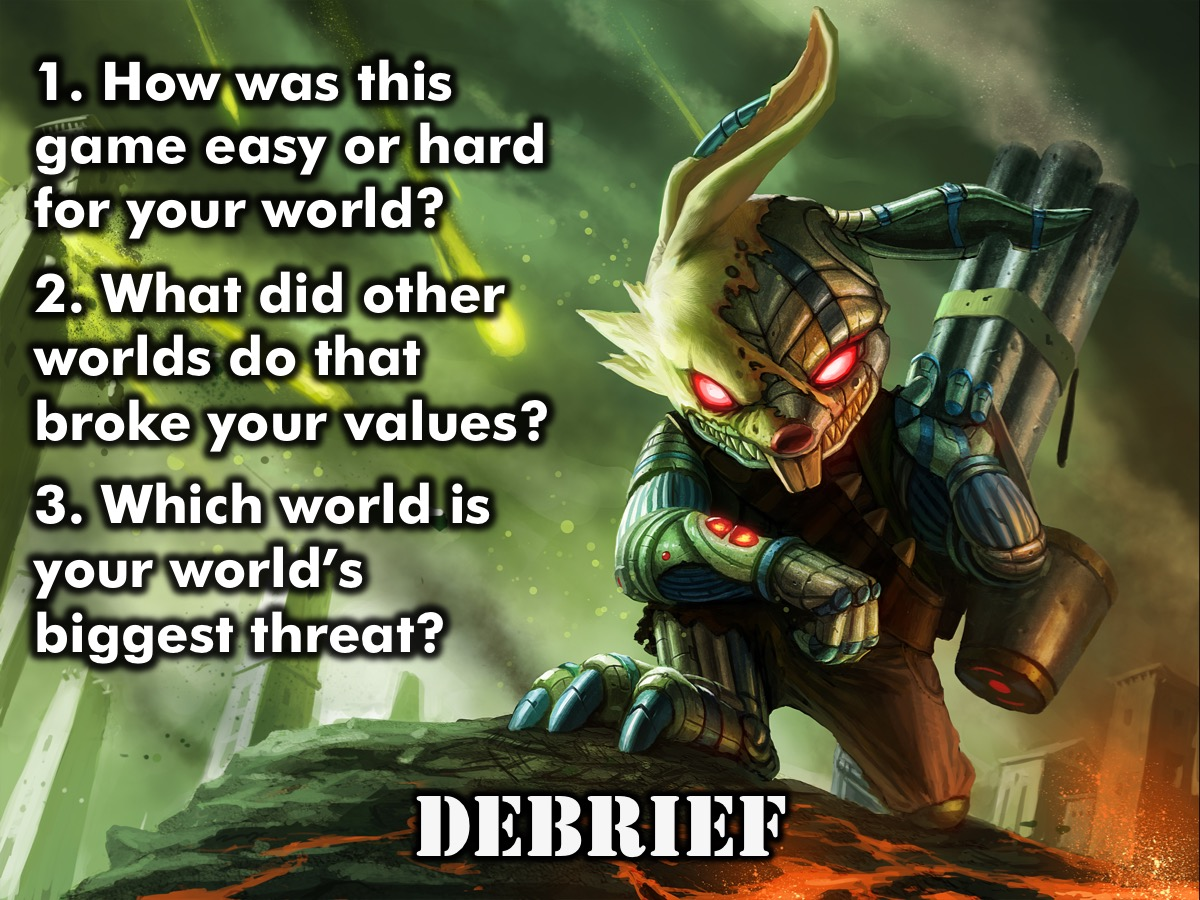 1. How was this
game easy or hard
for your world?
2. What did other
worlds do that
broke your values?
3. Which world is
your world’s
biggest threat?
DEBRIEF